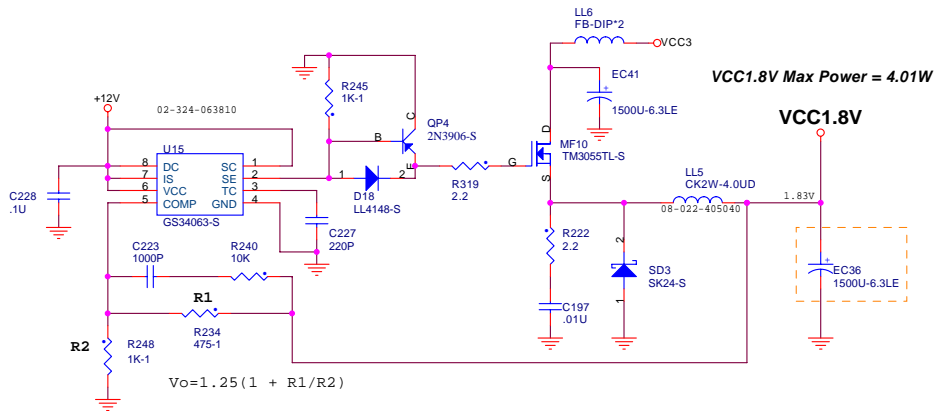 LL6
FB-DIP*2
VCC3
VCC1.8V Max Power = 4.01W
VCC1.8V
EC41
1500U-6.3LE
R245
1K-1
+12V
02-324-063810
QP4
2N3906-S
C
B
E
D
G
S
MF10
TM3055TL-S
U15
8 DC SC 1
7 IS SE 2
6 VCC TC 3
5 COMP GND 4
GS34063-S
C228
.1U
1 2
D18
LL4148-S
R319
2.2
LL5
CK2W-4.0UD
08-022-405040
1.83V
C227
220P
C223
1000P
R240
10K
R222
2.2
2
SD3
SK24-S
1
EC36
1500U-6.3LE
C197
.01U
R1
R234
475-1
R2
R248
1K-1
Vo=1.25(1 + R1/R2)